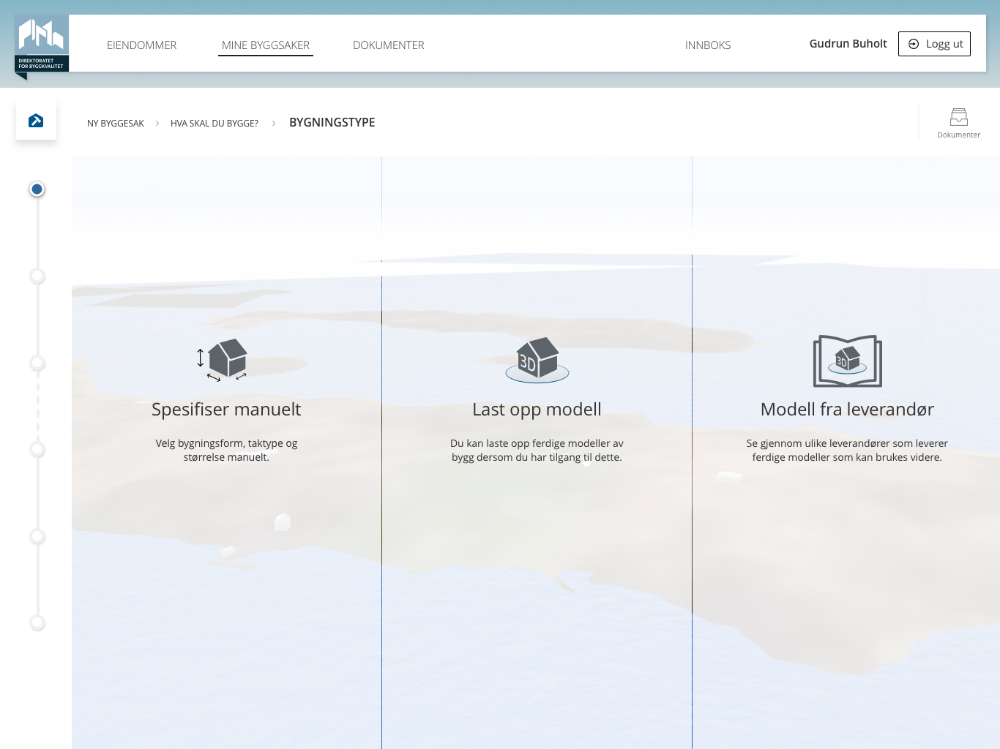 DIREKTORATET
FOR BYGGKVALITET
EIENDOMMER
MINE BYGGSAKER
DOKUMENTER
INNBOKS
Gudrun Buholt
Logg ut
NY BYGGESAK › HVA SKAL DU BYGGE? › BYGNINGSTYPE
Dokumenter
Spesifiser manuelt
Velg bygningsform, taktype og
størrelse manuelt.
3D
Last opp modell
Du kan laste opp ferdige modeller av
bygg dersom du har tilgang til dette.
3D
Modell fra leverandør
Se gjennom ulike leverandører som leverer
ferdige modeller som kan brukes videre.